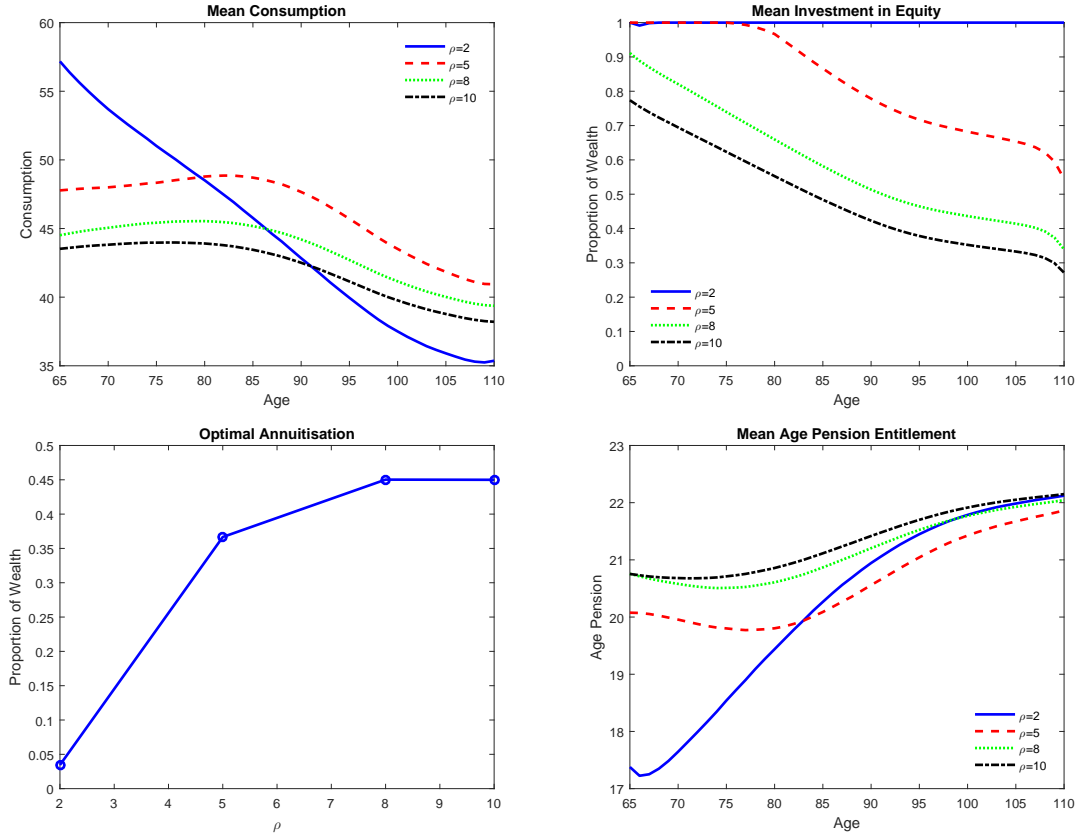 Mean Consumption
60
55
50
45
40
35
Consumption
65 70 75 80 85 90 95 100 105 110
Age
ρ=2
ρ=5
ρ=8
ρ=10
Mean Investment in Equity
1
0.9
0.8
0.7
0.6
0.5
0.4
0.3
0.2
0.1
0
Proportion of Wealth
65 70 75 80 85 90 95 100 105 110
Age
ρ=2
ρ=5
ρ=8
ρ=10
Optimal Annuitisation
0.5
0.45
0.4
0.35
0.3
0.25
0.2
0.15
0.1
0.05
0
Proportion of Wealth
2 3 4 5 6 7 8 9 10
ρ
Mean Age Pension Entitlement
23
22
21
20
19
18
17
Age Pension
65 70 75 80 85 90 95 100 105 110
Age
ρ=2
ρ=5
ρ=8
ρ=10